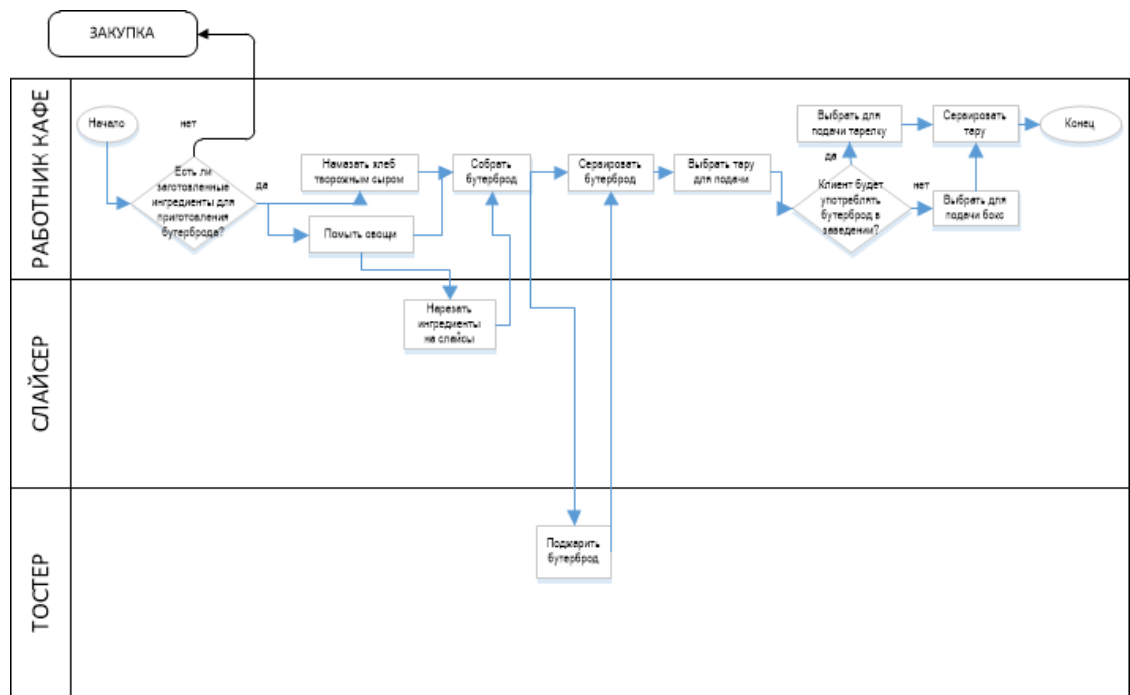 ЗАКУПКА
РАБОТНИК КАФЕ
Начало
нет
Есть ли
заготовленные
ингредиенты для
приготовления
бутерброда?
да
Намазать хлеб
творожным сыром
Помыть овощи
Собрать
бутерброд
Сервировать
бутерброд
Выбрать тару
для подачи
Клиент будет
употреблять
бутерброд в
заведении?
да
Выбрать для
подачи тарелку
нет
Выбрать для
подачи бокс
Сервировать
тару
Конец
СЛАЙСЕР
Нарезать
ингредиенты
на слайсы
ТОСТЕР
Поджарить
бутерброд